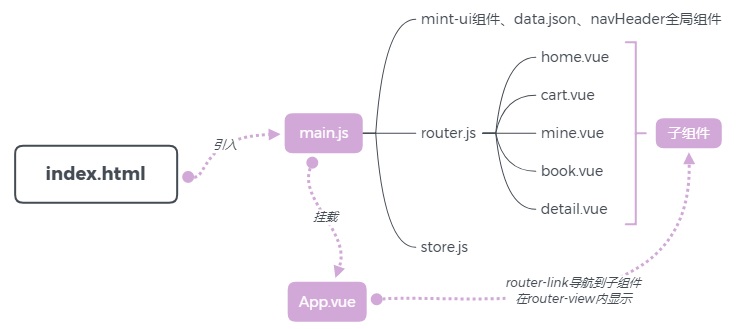 mint-ui组件、data.json、navHeader全局组件
home.vue
cart.vue
main.js
router.js
mine.vue
子组件
引入
index.html
book.vue
detail.vue
挂载
store.js
router-link导航到子组件
在router-view内显示
App.vue